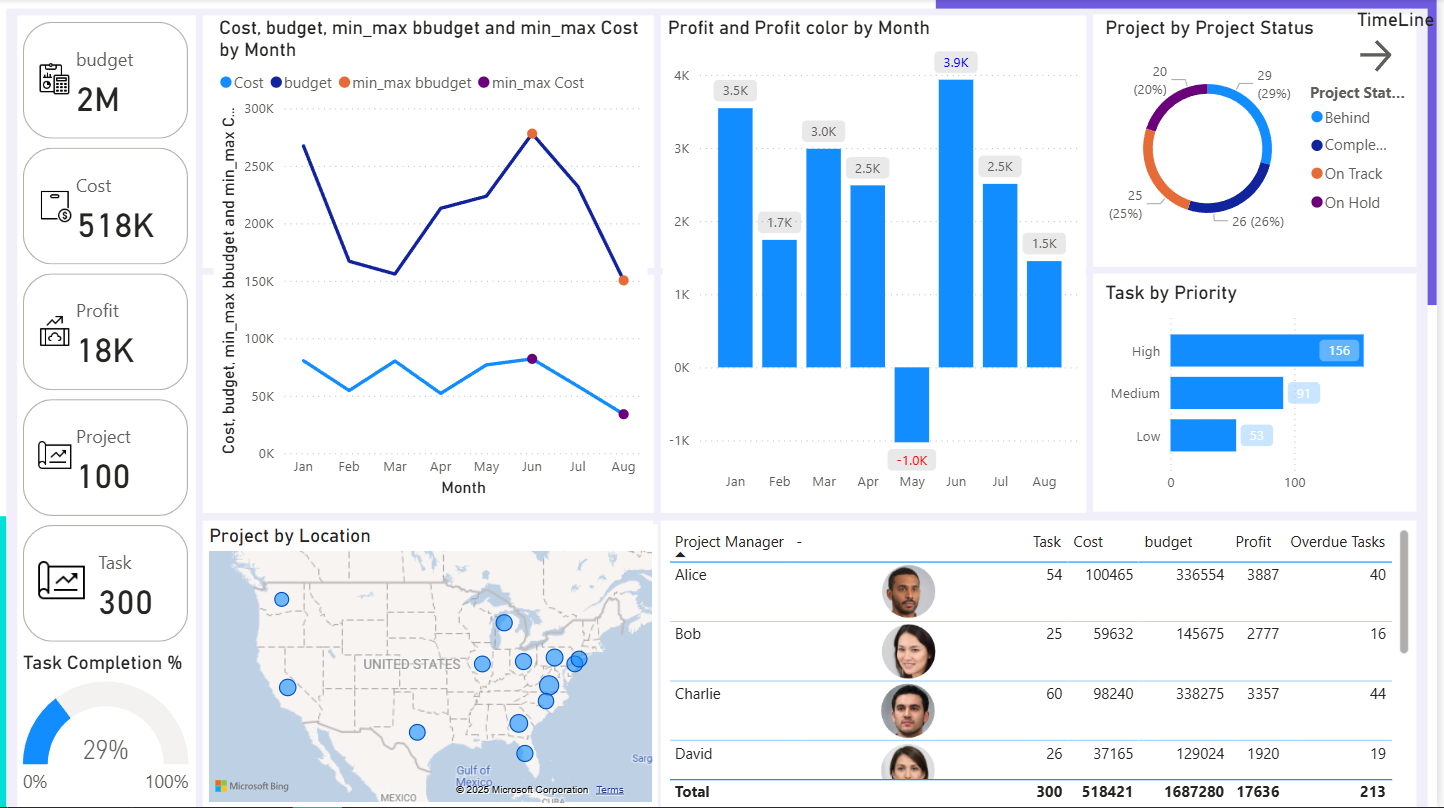 budget
2M
Cost
518K
Profit
18K
Project
100
Task
300
Task Completion %
29%
0%
100%
Cost, budget, min_max bbudget and min_max Cost
by Month
Cost
budget
min_max bbudget
min_max Cost
Cost, budget, min_max bbudget and min_max C...
300K
250K
200K
150K
100K
50K
0K
Jan
Feb
Mar
Apr
May
Jun
Jul
Aug
Month
Profit and Profit color by Month
4K
3K
2K
1K
0K
-1K
3.5K
1.7K
3.0K
2.5K
-1.0K
3.9K
2.5K
1.5K
Jan
Feb
Mar
Apr
May
Jun
Jul
Aug
TimeLine
Project by Project Status
20
(20%)
29
(29%)
25
(25%)
26 (26%)
Project Stat...
Behind
Comple...
On Track
On Hold
Task by Priority
High
156
Medium
91
Low
53
0
100
Project by Location
UNITED STATES
Gulf of
Mexico
MEXICO
CUBA
Sarg
Microsoft Bing
© 2025 Microsoft Corporation
Terms
Project Manager - Task Cost budget Profit Overdue Tasks
Alice 54 100465 336554 3887 40
Bob 25 59632 145675 2777 16
Charlie 60 98240 338275 3357 44
David 26 37165 129024 1920 19
Total 300 518421 1687280 17636 213